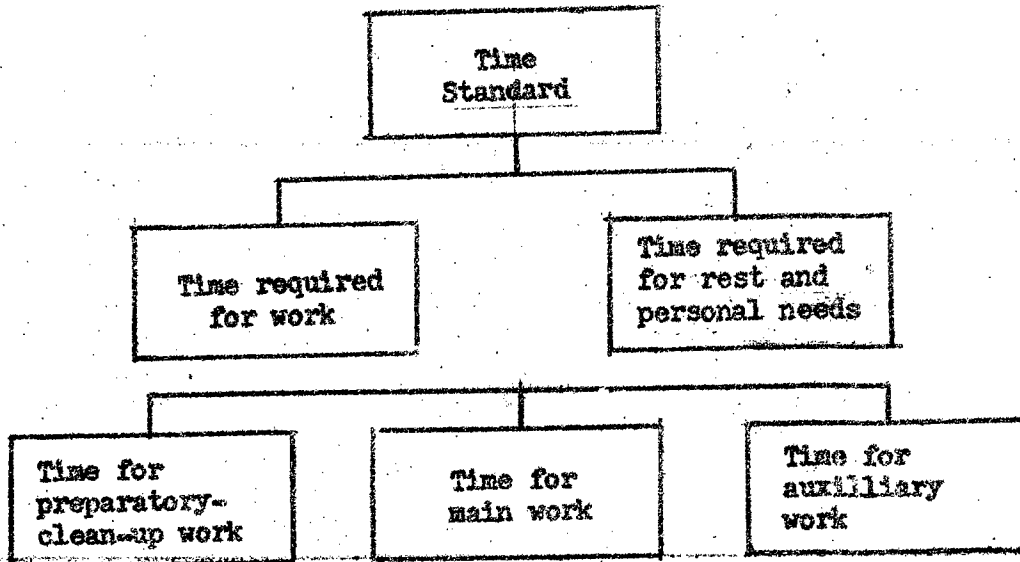 Time
Standard
Time required
for work
Time required
for rest and
personal needs
Time for
preparatory-
clean-up work
Time for
main work
Time for
auxilliary
work